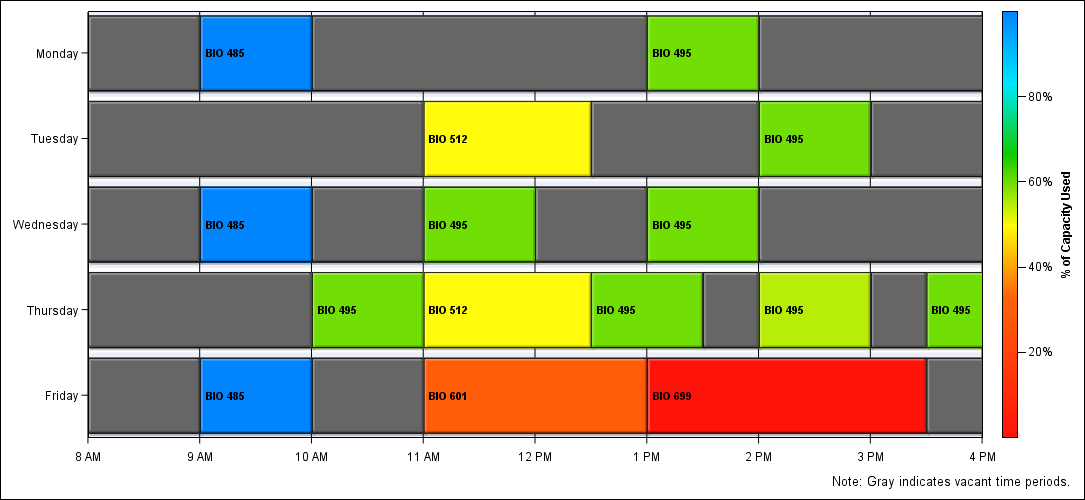 Monday
BIO 485
BIO 495
Tuesday
BIO 512
BIO 495
80%
Wednesday
BIO 485
BIO 495
BIO 495
60%
% of Capacity Used
40%
Thursday
BIO 495
BIO 512
BIO 495
BIO 495
BIO 495
20%
Friday
BIO 485
BIO 601
BIO 699
8 AM
9 AM
10 AM
11 AM
12 PM
1 PM
2 PM
3 PM
4 PM
Note: Gray indicates vacant time periods.